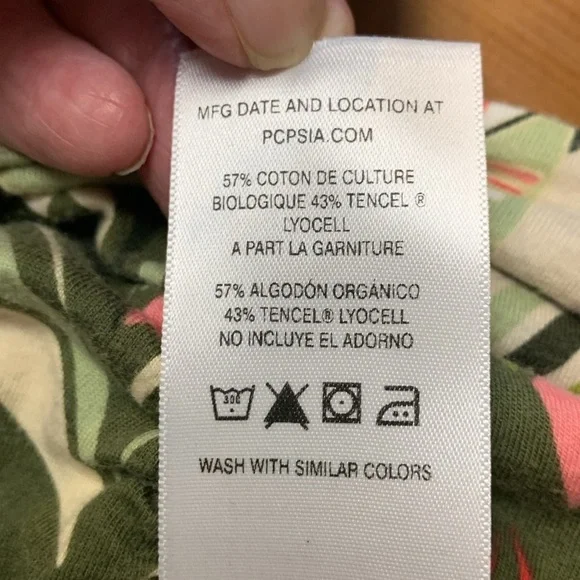 MFG DATE AND LOCATION AT
PCPSIA.COM
57% COTON DE CULTURE
BIOLOGIQUE 43% TENCEL ®
LYOCELL
A PART LA GARNITURE
57% ALGODÓN ORGÁNICO
43% TENCEL® LYOCELL
NO INCLUYE EL ADORNO
30C
WASH WITH SIMILAR COLORS